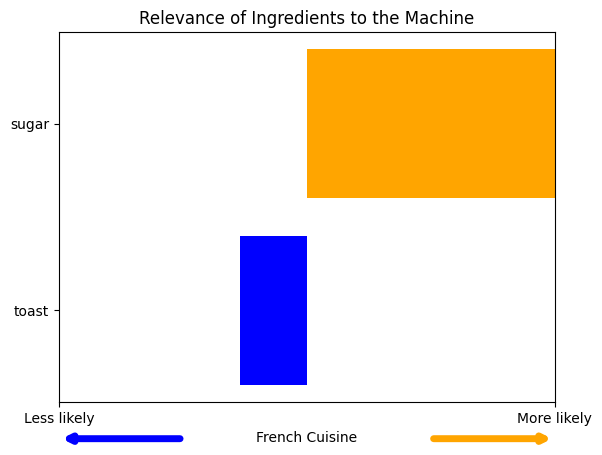 Relevance of Ingredients to the Machine
sugar
toast
Less likely
More likely
French Cuisine